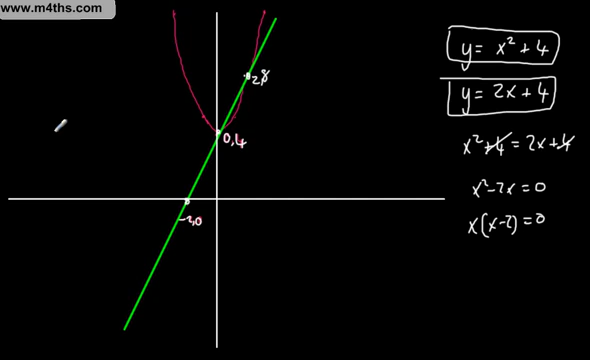 www.m4ths.com
y = x² + 4
y = 2x + 4
x² + 4 = 2x + 4
x² - 2x = 0
x(x-2) = 0
2,8
0,4
-2,0